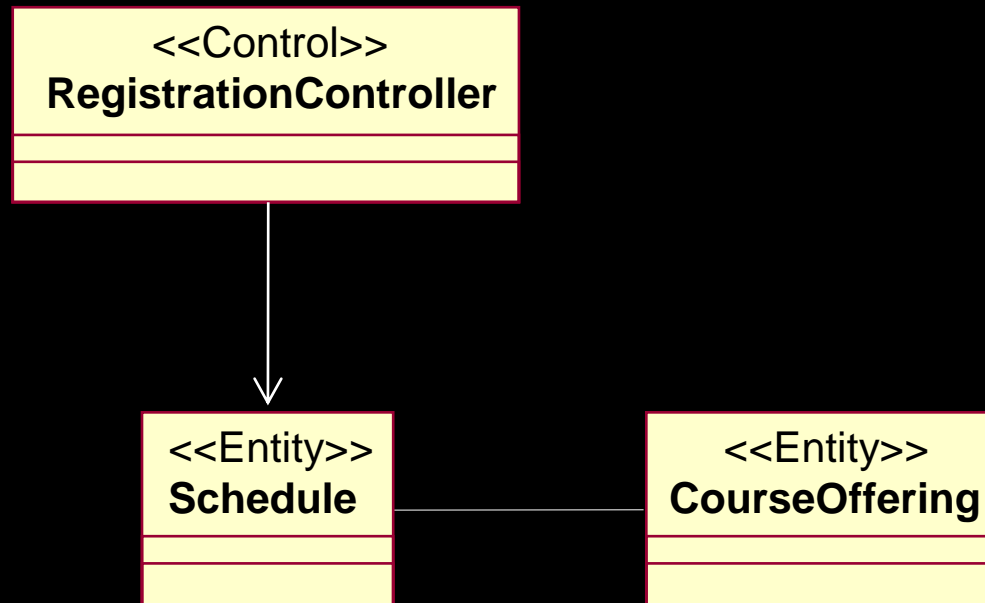 <<Control>>
RegistrationController
<<Entity>>
Schedule
<<Entity>>
CourseOffering